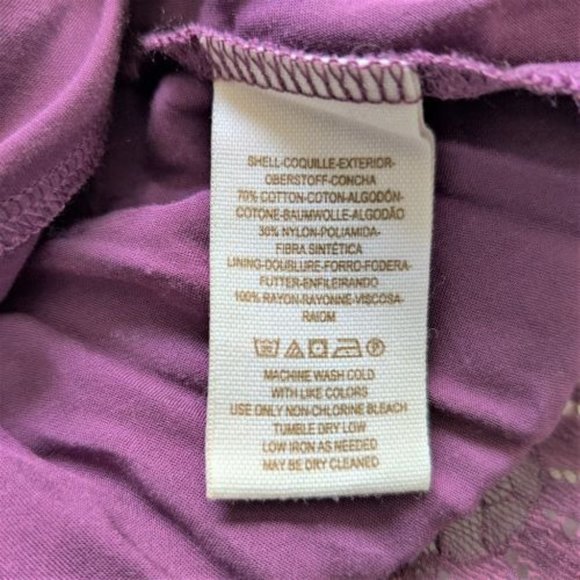 SHELL-COQUILLE-EXTERIOR-
OBERSTOFF-CONCHA
70% COTTON-COTON-ALGODÓN-
COTONE-BAUMWOLLE-ALGODÃO
30% NYLON-POLIAMIDA-
FIBRA SINTÉTICA
LINING-DOUBLURE-FORRO-FODERA-
FUTTER-ENFILEIRANDO
100% RAYON-RAYONNE-VISCOSA-
RAIOM
MACHINE WASH COLD
WITH LIKE COLORS
USE ONLY NON-CHLORINE BLEACH
TUMBLE DRY LOW
LOW IRON AS NEEDED
MAY BE DRY CLEANED